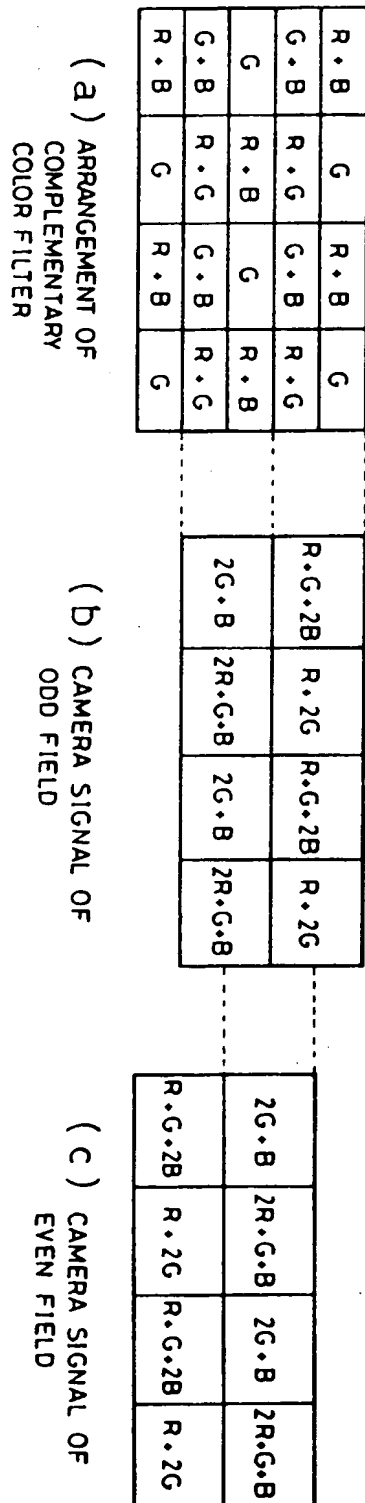 R+B G R+B G
G+B R+G G+B R+G
G R+B G R+B
G+B R+G G+B R+G
R+B G R+B G
(a) ARRANGEMENT OF
COMPLEMENTARY
COLOR FILTER
R+G+2B R+2G R+G+2B R+2G
2G+B 2R+G+B 2G+B 2R+G+B
(b) CAMERA SIGNAL OF
ODD FIELD
2G+B 2R+G+B 2G+B 2R+G+B
R+G+2B R+2G R+G+2B R+2G
(c) CAMERA SIGNAL OF
EVEN FIELD